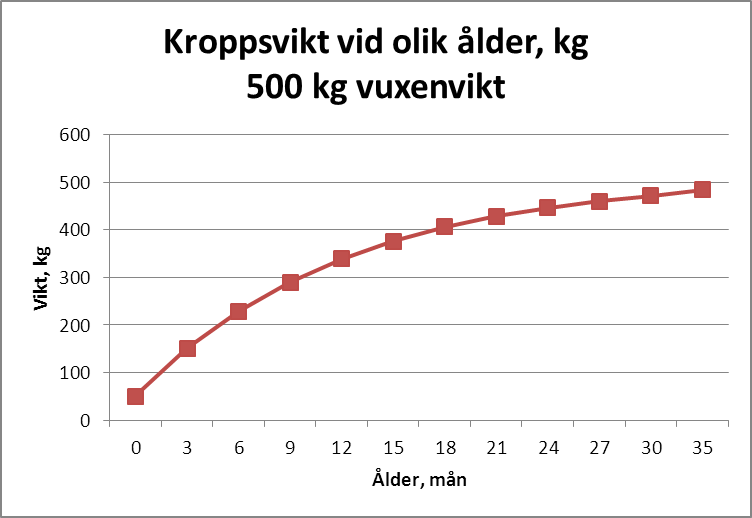 Kroppsvikt vid olik ålder, kg
500 kg vuxenvikt
600
500
400
300
200
100
0
Vikt, kg
0 3 6 9 12 15 18 21 24 27 30 35
Ålder, mån